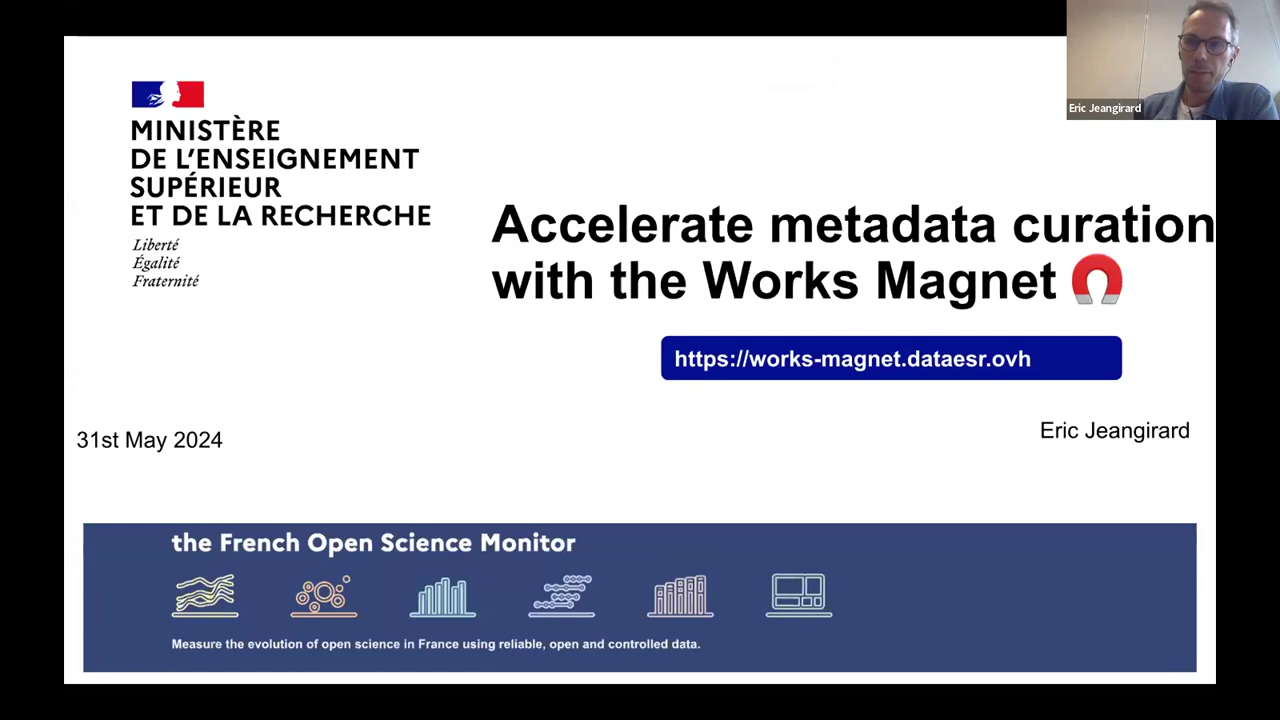 MINISTÈRE
DE L'ENSEIGNEMENT
SUPÉRIEUR
ET DE LA RECHERCHE
Liberté
Égalité
Fraternité
Eric Jeangirard
Accelerate metadata curation
with the Works Magnet
https://works-magnet.dataesr.ovh
31st May 2024
Eric Jeangirard
the French Open Science Monitor
Measure the evolution of open science in France using reliable, open and controlled data.